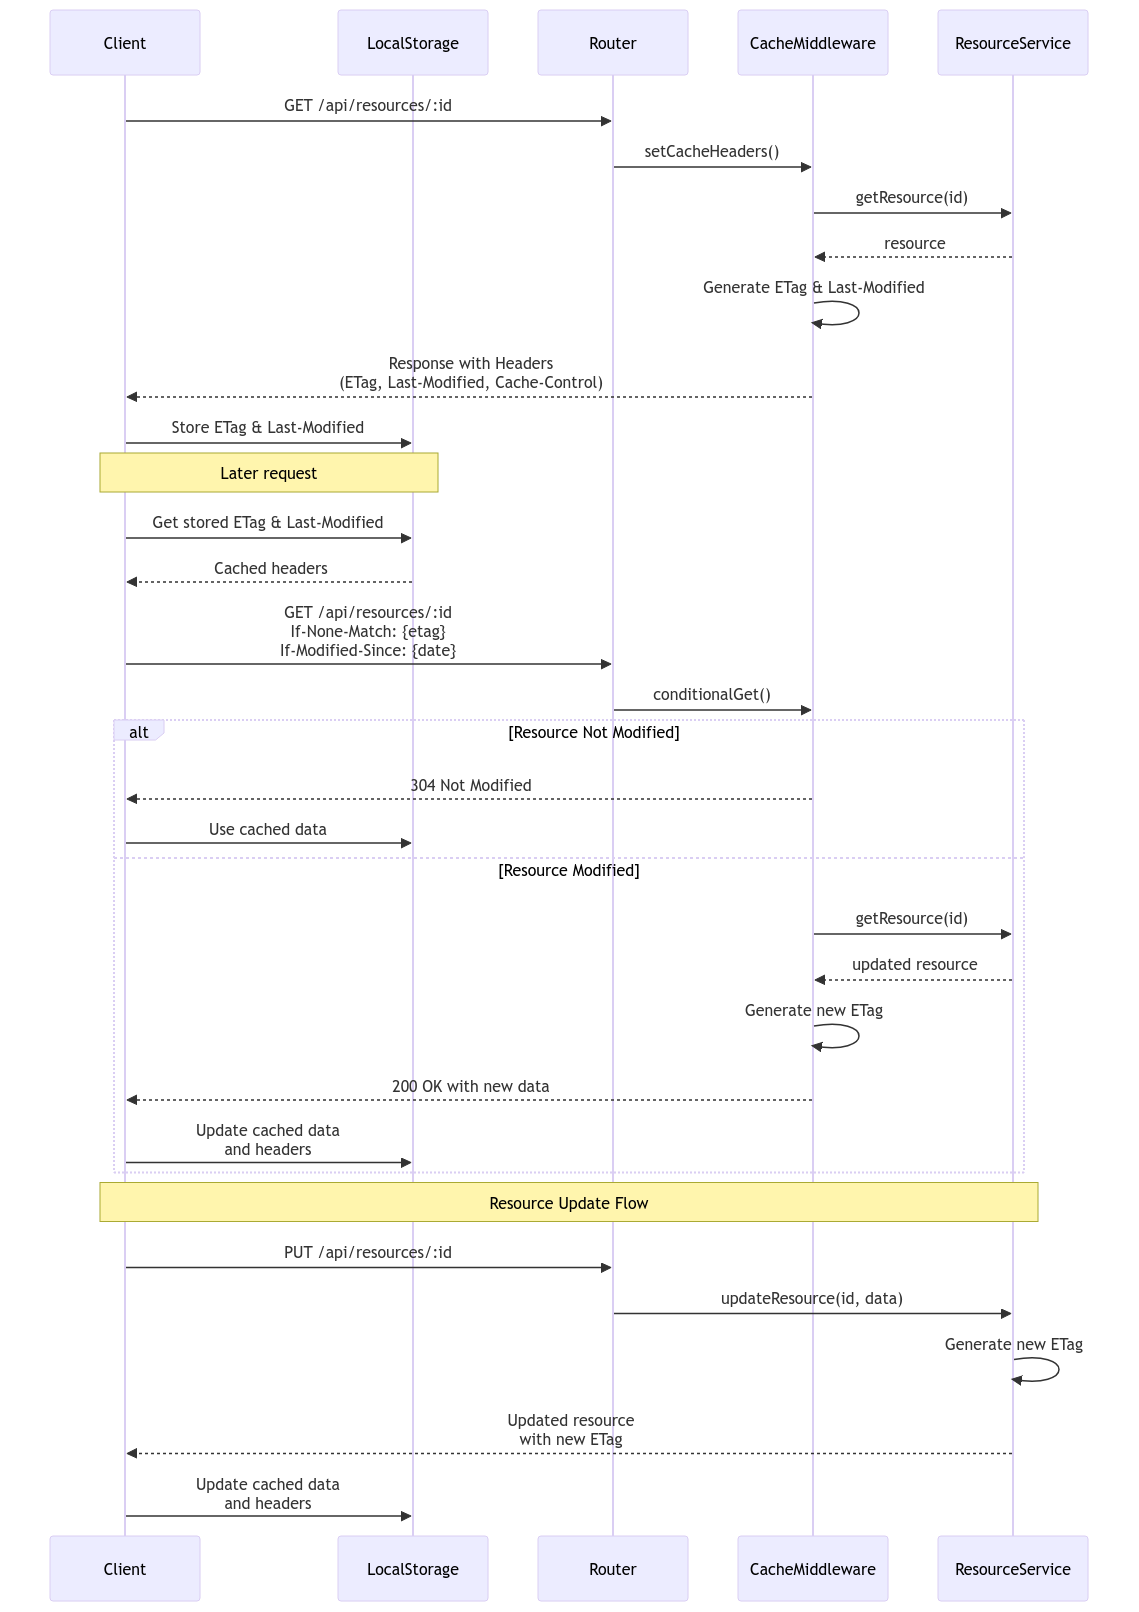 Client
LocalStorage
Router
CacheMiddleware
ResourceService
GET /api/resources/:id
setCacheHeaders()
getResource(id)
resource
Generate ETag & Last-Modified
Response with Headers
(ETag, Last-Modified, Cache-Control)
Store ETag & Last-Modified
Later request
Get stored ETag & Last-Modified
Cached headers
GET /api/resources/:id
If-None-Match: {etag}
If-Modified-Since: {date}
conditionalGet()
alt
[Resource Not Modified]
304 Not Modified
Use cached data
[Resource Modified]
getResource(id)
updated resource
Generate new ETag
200 OK with new data
Update cached data
and headers
Resource Update Flow
PUT /api/resources/:id
updateResource(id, data)
Generate new ETag
Updated resource
with new ETag
Update cached data
and headers
Client
LocalStorage
Router
CacheMiddleware
ResourceService